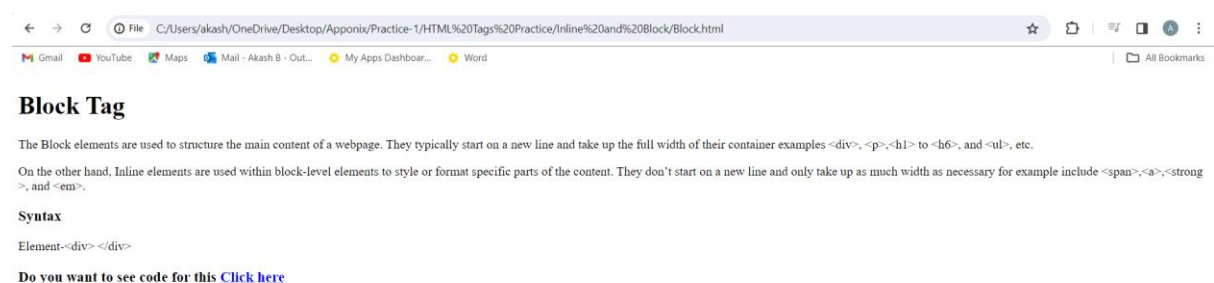 File C:/Users/akash/OneDrive/Desktop/Apponix/Practice-1/HTML%20Tags%20Practice/Inline%20and%20Block/Block.html A
Gmail YouTube Maps Mail - Akash B - Out... My Apps Dashboar... Word All Bookmarks
Block Tag
The Block elements are used to structure the main content of a webpage. They typically start on a new line and take up the full width of their container examples <div>, <p>,<h1> to <h6>, and <ul>, etc.
On the other hand, Inline elements are used within block-level elements to style or format specific parts of the content. They don’t start on a new line and only take up as much width as necessary for example include <span>,<a>,<strong
>, and <em>.
Syntax
Element-<div> </div>
Do you want to see code for this Click here